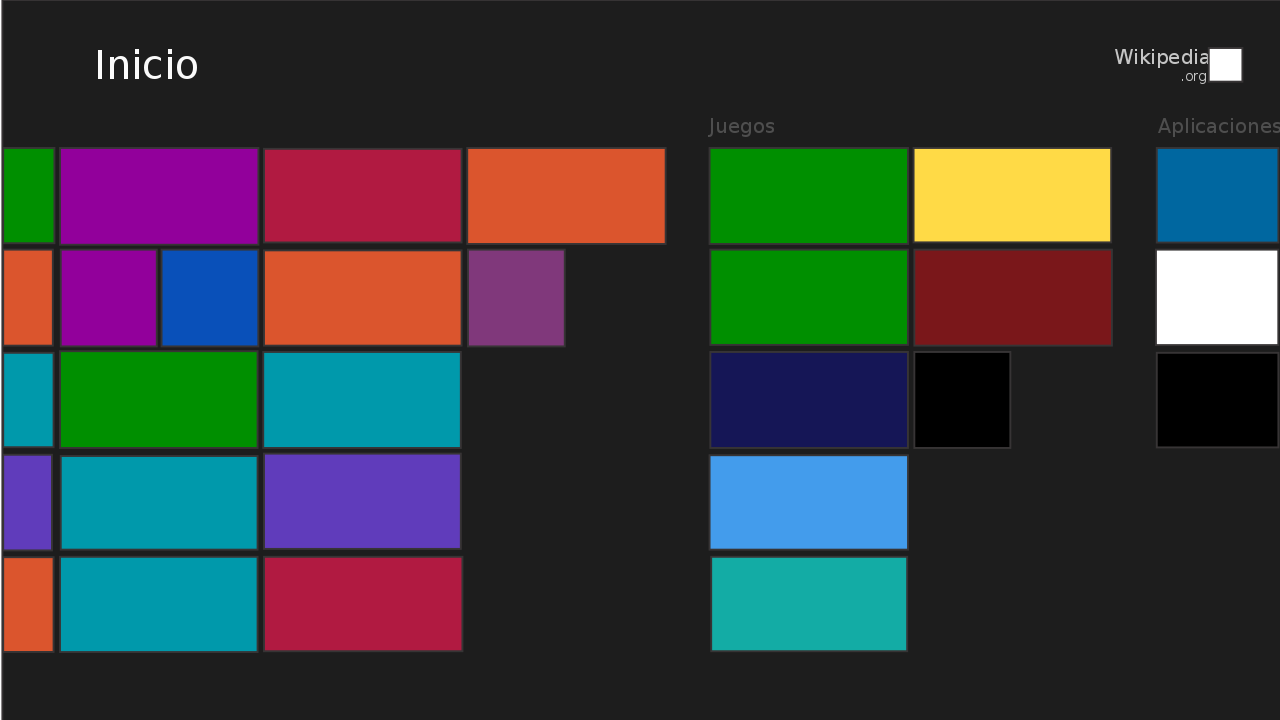 Inicio
Wikipedia
.org
Juegos
Aplicaciones